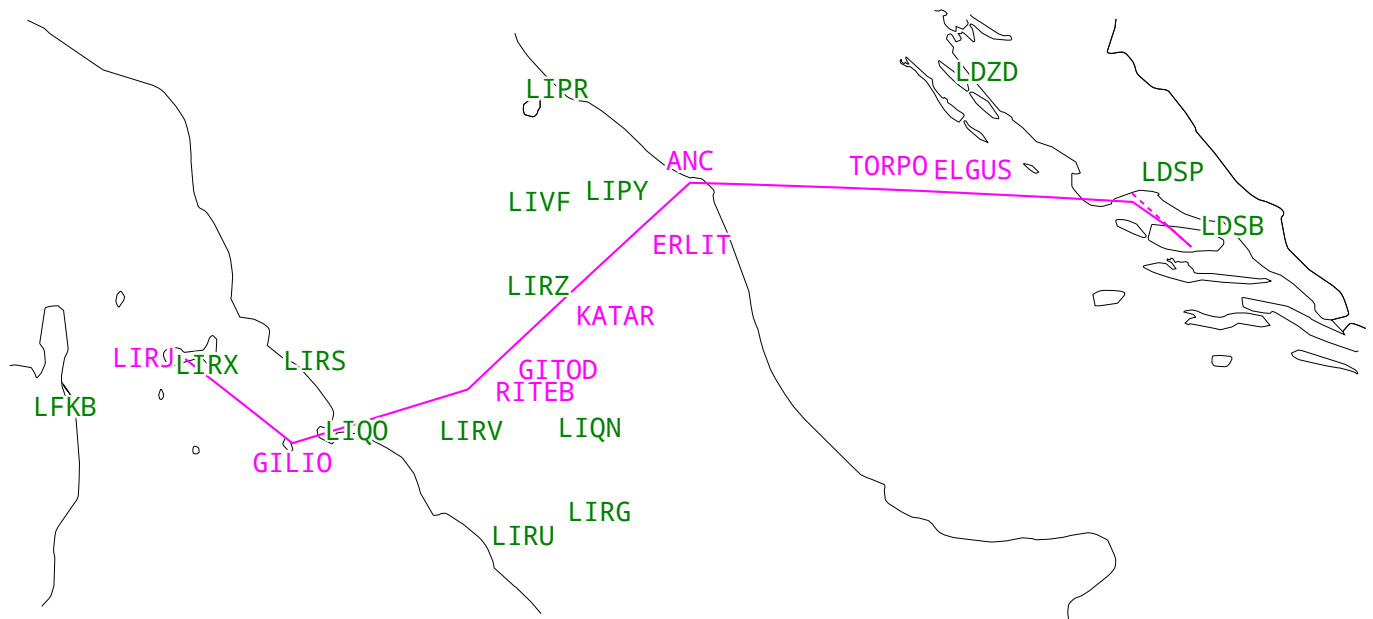 LDZD
LIPR
ANC
TORPO
ELGUS
LDSP
LIVF
LIPY
LDSB
ERLIT
LIRZ
KATAR
LIRJ
LIRX
LIRS
GITOD
RITEB
LFKB
LIQO
LIRV
LIQN
GILIO
LIRG
LIRU